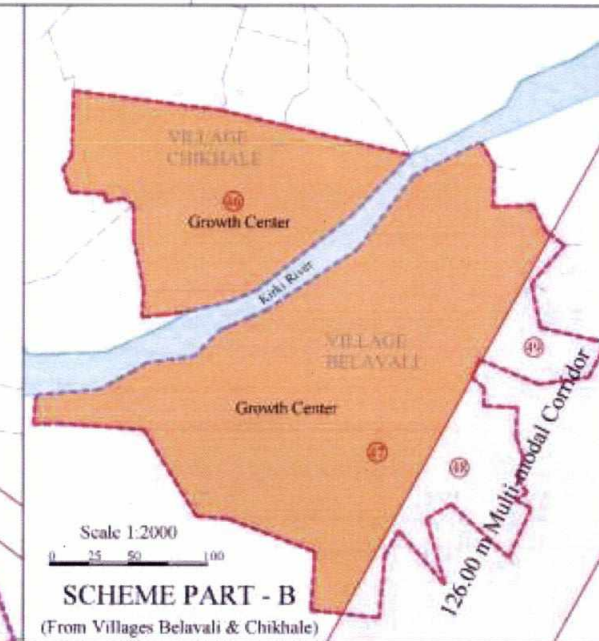 VILLAGE
CHIKHALE
46
Growth Center
Kirki River
VILLAGE
BELAVALI
49
Growth Center
47
48
126.00 m Multi-modal Corridor
Scale 1:2000
0 25 50 100
SCHEME PART - B
(From Villages Belavali & Chikhale)